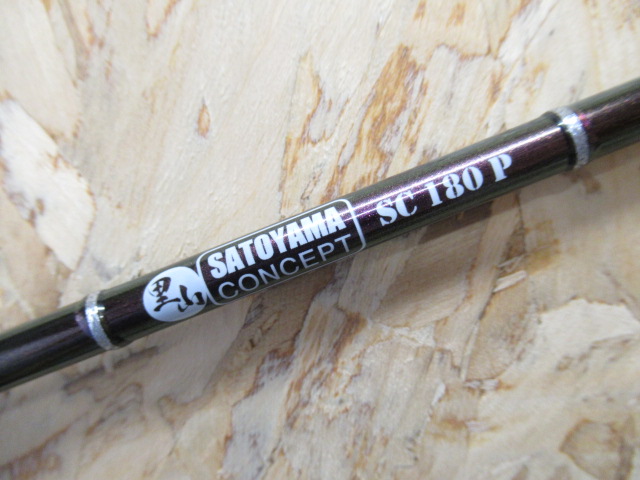 里山
SATOYAMA
CONCEPT
SC 180 P